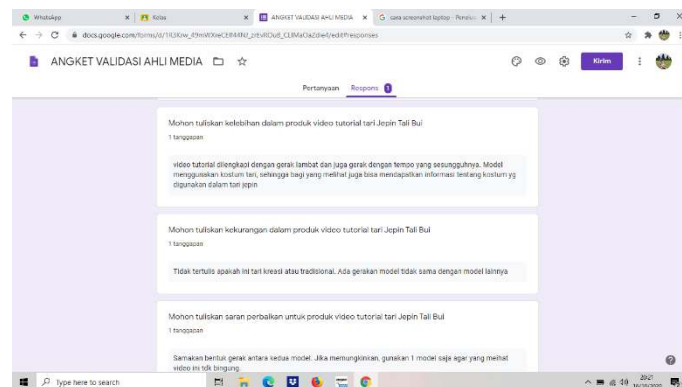 WhatsApp
Kelas
ANGKET VALIDASI AHLI MEDIA
cara screenshot laptop - Penelus
ANGKET VALIDASI AHLI MEDIA
Kirim
Pertanyaan Respons 1
Mohon tuliskan kelebihan dalam produk video tutorial tari Jepin Tali Bui
1 tanggapan
video tutorial dilengkapi dengan gerak lambat dan juga gerak dengan tempo yang sesungguhnya. Model
menggunakan kostum tari, sehingga bagi yang melihat juga bisa mendapatkan informasi tentang kostum yg
digunakan dalam tari jepin
Mohon tuliskan kekurangan dalam produk video tutorial tari Jepin Tali Bui
1 tanggapan
Tidak tertulis apakah ini tari kreasi atau tradisional. Ada gerakan model tidak sama dengan model lainnya
Mohon tuliskan saran perbaikan untuk produk video tutorial tari Jepin Tali Bui
1 tanggapan
Samakan bentuk gerak antara kedua model. Jika memungkinkan, gunakan 1 model saja agar yang melihat
video ini tdk bingung.
Type here to search